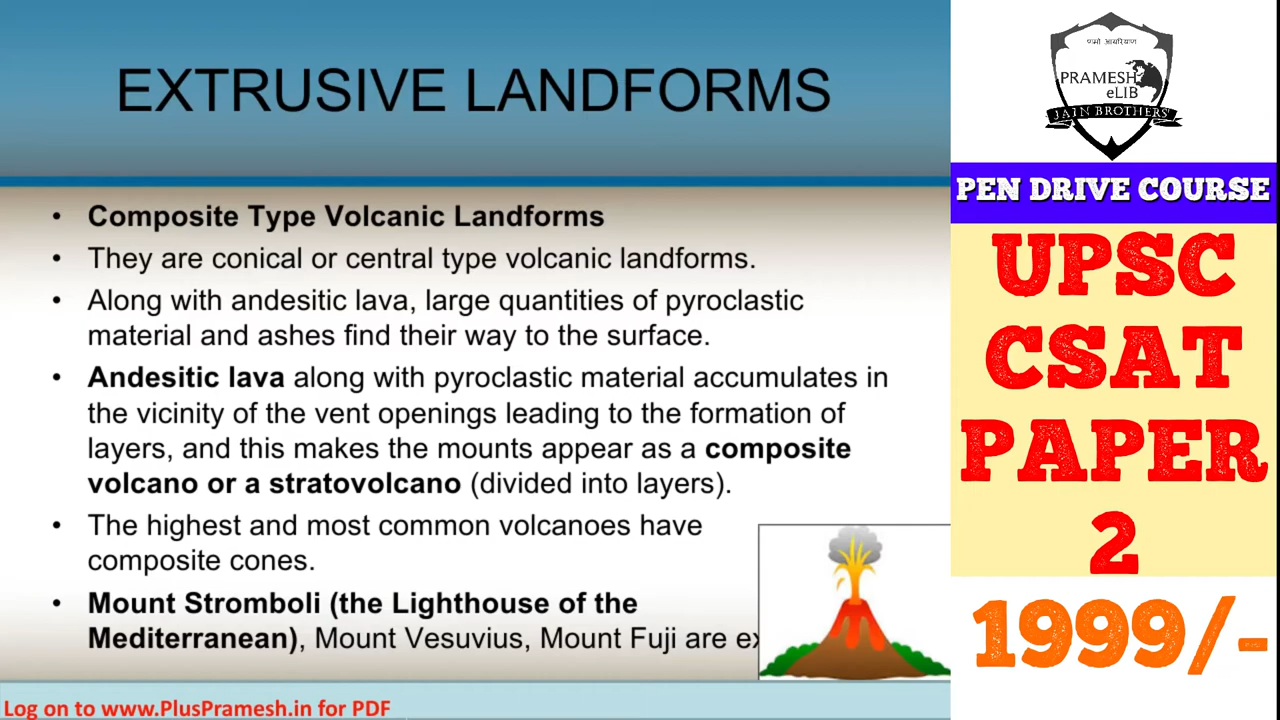 EXTRUSIVE LANDFORMS
• Composite Type Volcanic Landforms
• They are conical or central type volcanic landforms.
• Along with andesitic lava, large quantities of pyroclastic
material and ashes find their way to the surface.
• Andesitic lava along with pyroclastic material accumulates in
the vicinity of the vent openings leading to the formation of
layers, and this makes the mounts appear as a composite
volcano or a stratovolcano (divided into layers).
• The highest and most common volcanoes have
composite cones.
• Mount Stromboli (the Lighthouse of the
Mediterranean), Mount Vesuvius, Mount Fuji are
Log on to www.PlusPramesh.in for PDF
णमो आयरियाण
PRAMESH
eLIB
JAIN BROTHERS
PEN DRIVE COURSE
UPSC
CSAT
PAPER
2
1999/-